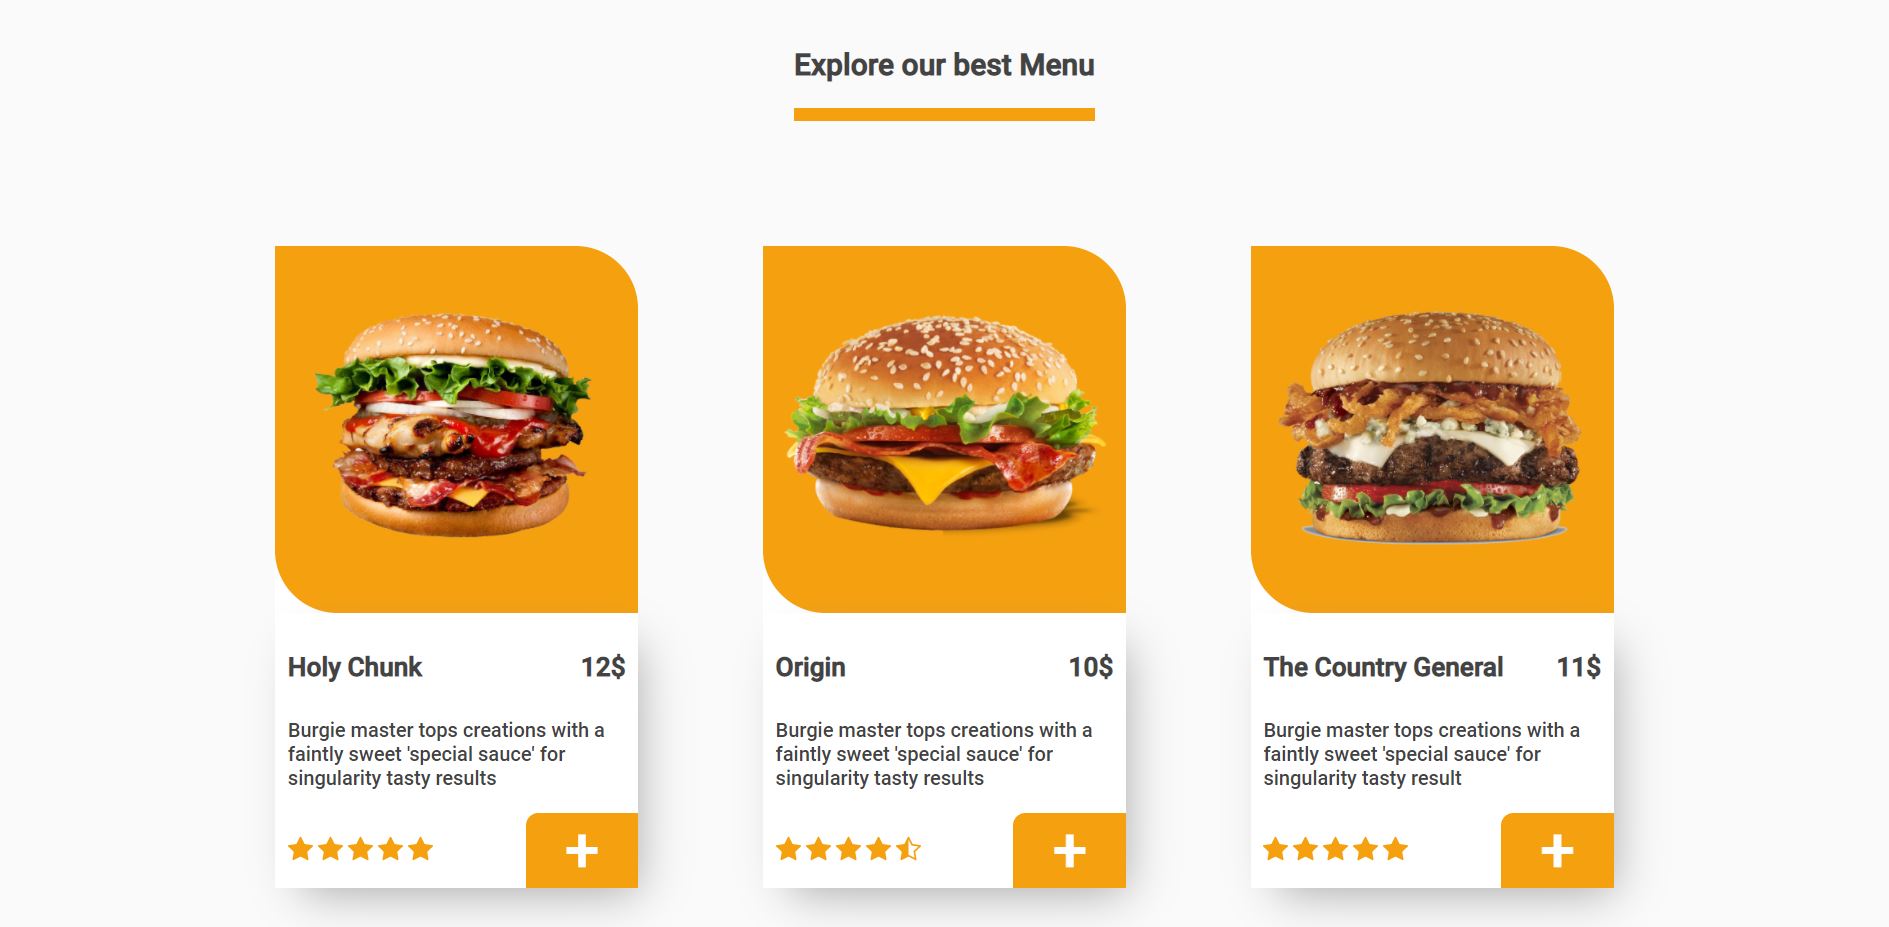 Explore our best Menu
Holy Chunk 12$
Burgie master tops creations with a
faintly sweet 'special sauce' for
singularity tasty results
Origin 10$
Burgie master tops creations with a
faintly sweet 'special sauce' for
singularity tasty results
The Country General 11$
Burgie master tops creations with a
faintly sweet 'special sauce' for
singularity tasty result